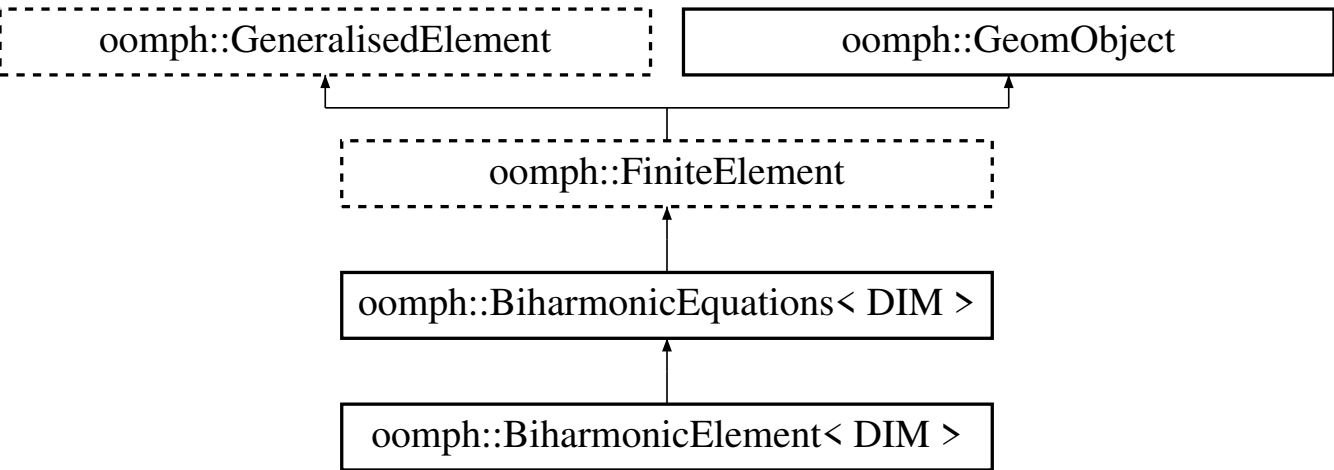 oomph::GeneralisedElement
oomph::GeomObject
oomph::FiniteElement
oomph::BiharmonicEquations< DIM >
oomph::BiharmonicElement< DIM >